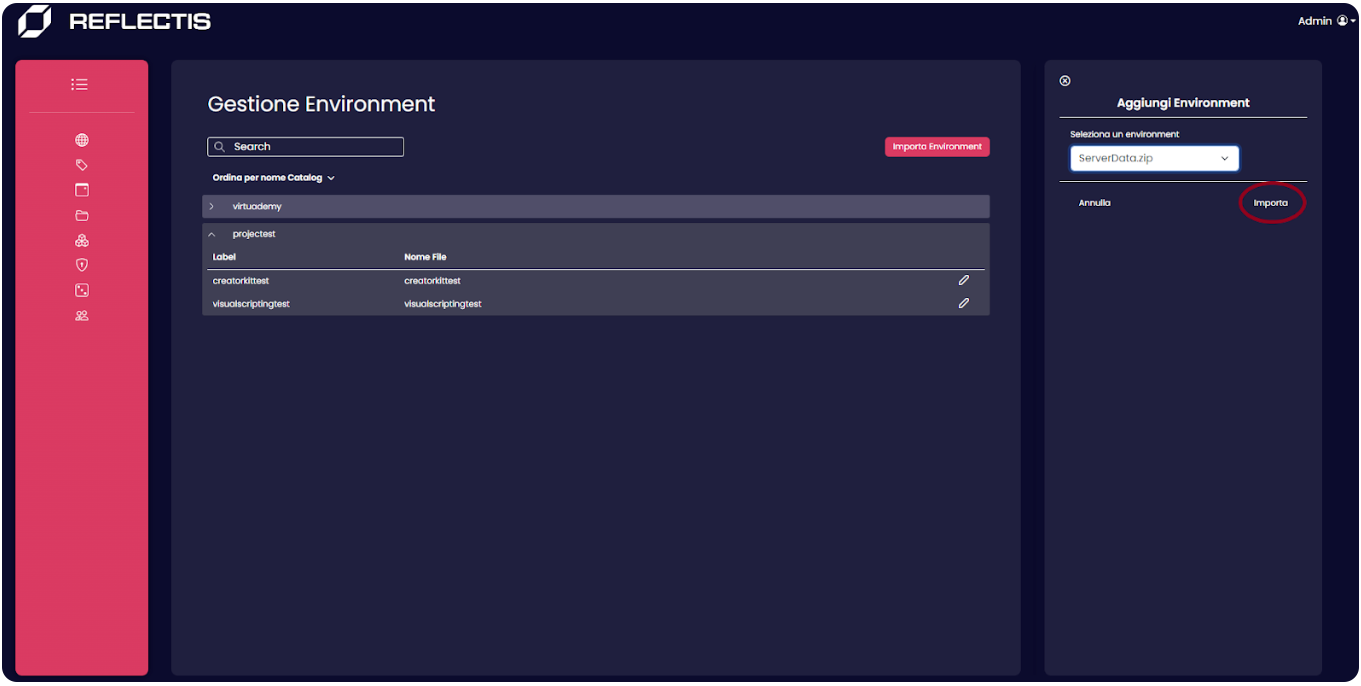 REFLECTIS
Admin
Gestione Environment
Search
Importa Environment
Ordina per nome Catalog
virtuademy
projectest
Label Nome File
creatorkittest creatorkittest
visualscriptingtest visualscriptingtest
Aggiungi Environment
Seleziona un environment
ServerData.zip
Annulla Importa